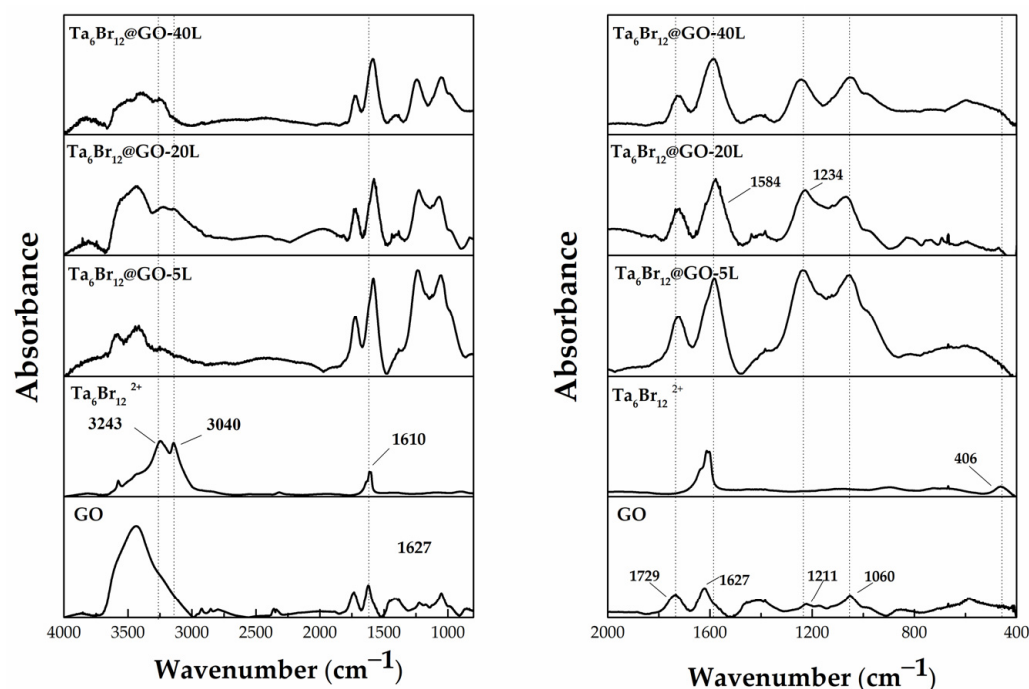 Ta6Br12@GO-40L
Ta6Br12@GO-20L
Ta6Br12@GO-5L
Ta6Br12 2+
3243
3040
1610
GO
1627
4000 3500 3000 2500 2000 1500 1000
Wavenumber (cm−1)
Absorbance
Ta6Br12@GO-40L
Ta6Br12@GO-20L
1584
1234
Ta6Br12@GO-5L
Ta6Br12 2+
406
GO
1729
1627
1211
1060
2000 1600 1200 800 400
Wavenumber (cm−1)
Absorbance